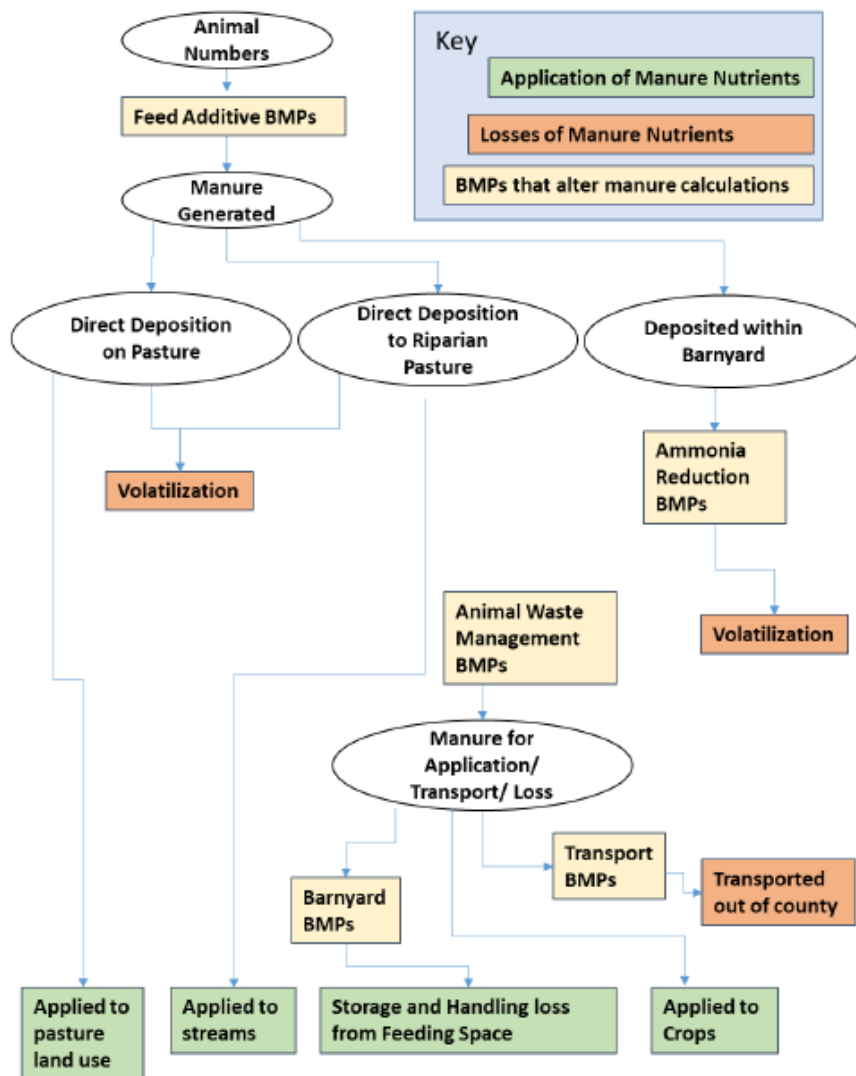 Animal
Numbers
Key
Application of Manure Nutrients
Feed Additive BMPs
Losses of Manure Nutrients
BMPs that alter manure calculations
Manure
Generated
Direct Deposition
on Pasture
Direct Deposition
to Riparian
Pasture
Deposited within
Barnyard
Volatilization
Ammonia
Reduction
BMPs
Animal Waste
Management
BMPs
Volatilization
Manure for
Application/
Transport/ Loss
Barnyard
BMPs
Transport
BMPs
Transported
out of county
Applied to
pasture
land use
Applied to
streams
Storage and Handling loss
from Feeding Space
Applied to
Crops